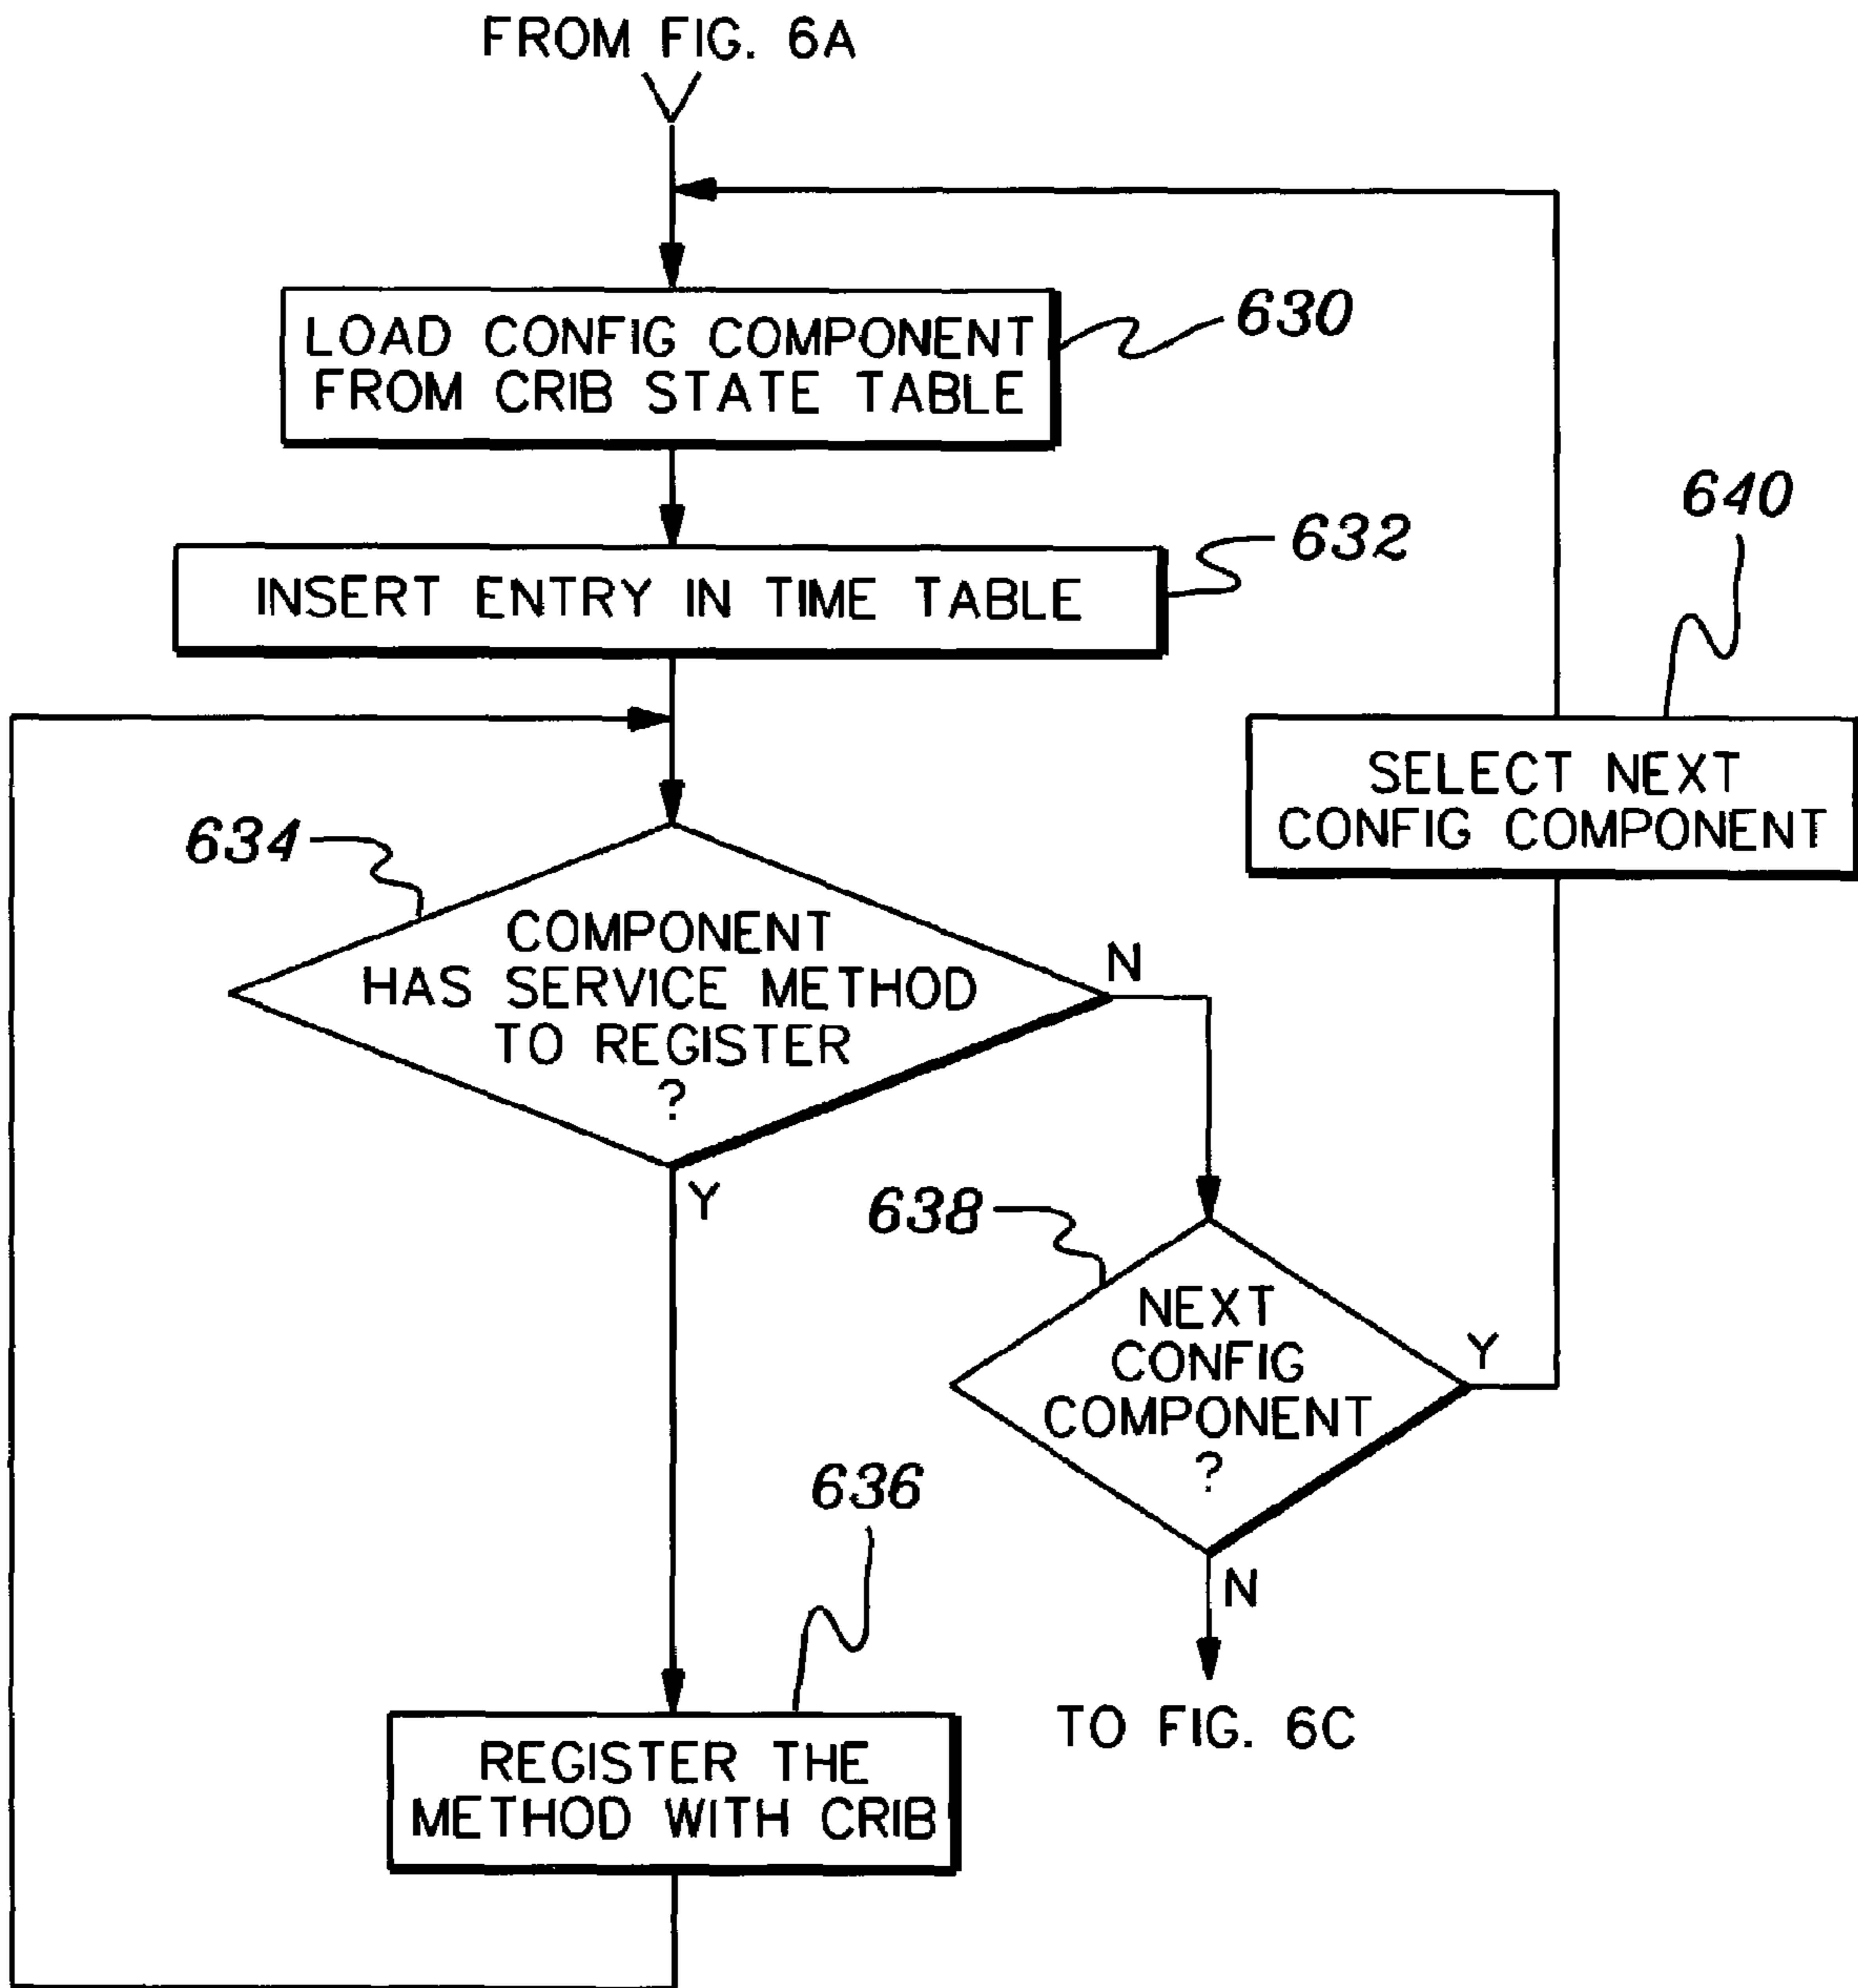 FROM FIG. 6A
LOAD CONFIG COMPONENT
FROM CRIB STATE TABLE
630
INSERT ENTRY IN TIME TABLE
632
640
SELECT NEXT
CONFIG COMPONENT
634
COMPONENT
HAS SERVICE METHOD
TO REGISTER
?
N
Y
638
NEXT
CONFIG
COMPONENT
?
Y
N
636
TO FIG. 6C
REGISTER THE
METHOD WITH CRIB